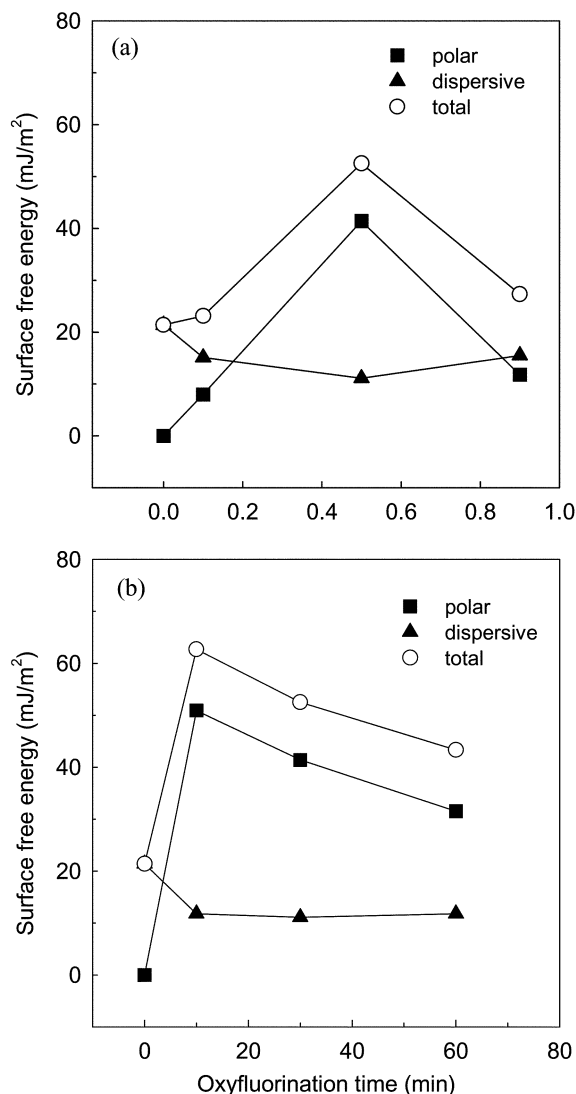 (a)
polar
dispersive
total
80
60
40
20
0
Surface free energy (mJ/m²)
0.0 0.2 0.4 0.6 0.8 1.0
(b)
polar
dispersive
total
80
60
40
20
0
Surface free energy (mJ/m²)
0 20 40 60 80
Oxyfluorination time (min)